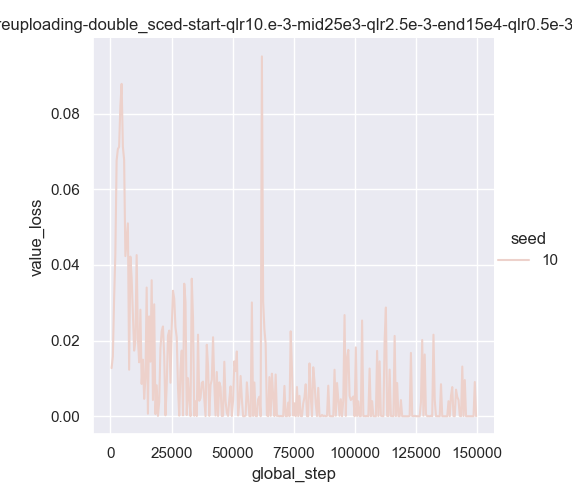 reuploading-double_sced-start-qlr10.e-3-mid25e3-qlr2.5e-3-end15e4-qlr0.5e-3
0.08
0.06
0.04
0.02
0.00
value_loss
0 25000 50000 75000 100000 125000 150000
global_step
seed
10